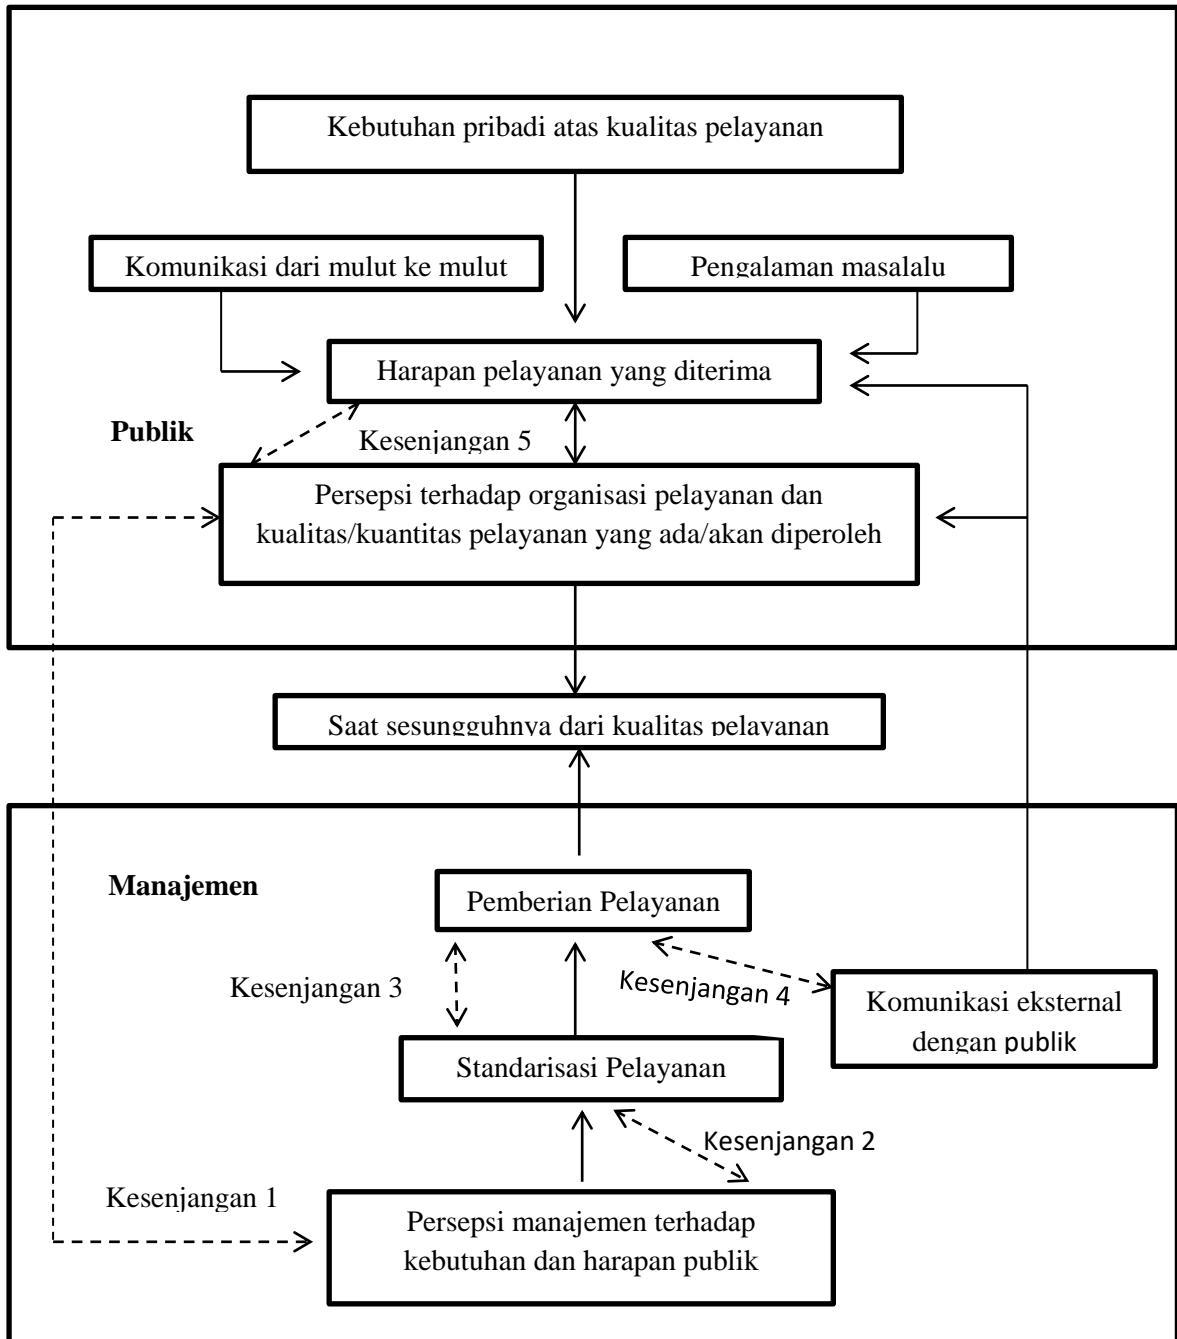 Kebutuhan pribadi atas kualitas pelayanan
Komunikasi dari mulut ke mulut
Pengalaman masalalu
Harapan pelayanan yang diterima
Publik
Kesenjangan 5
Persepsi terhadap organisasi pelayanan dan
kualitas/kuantitas pelayanan yang ada/akan diperoleh
Saat sesungguhnya dari kualitas pelayanan
Manajemen
Pemberian Pelayanan
Kesenjangan 3
Kesenjangan 4
Komunikasi eksternal
dengan publik
Standarisasi Pelayanan
Kesenjangan 2
Kesenjangan 1
Persepsi manajemen terhadap
kebutuhan dan harapan publik